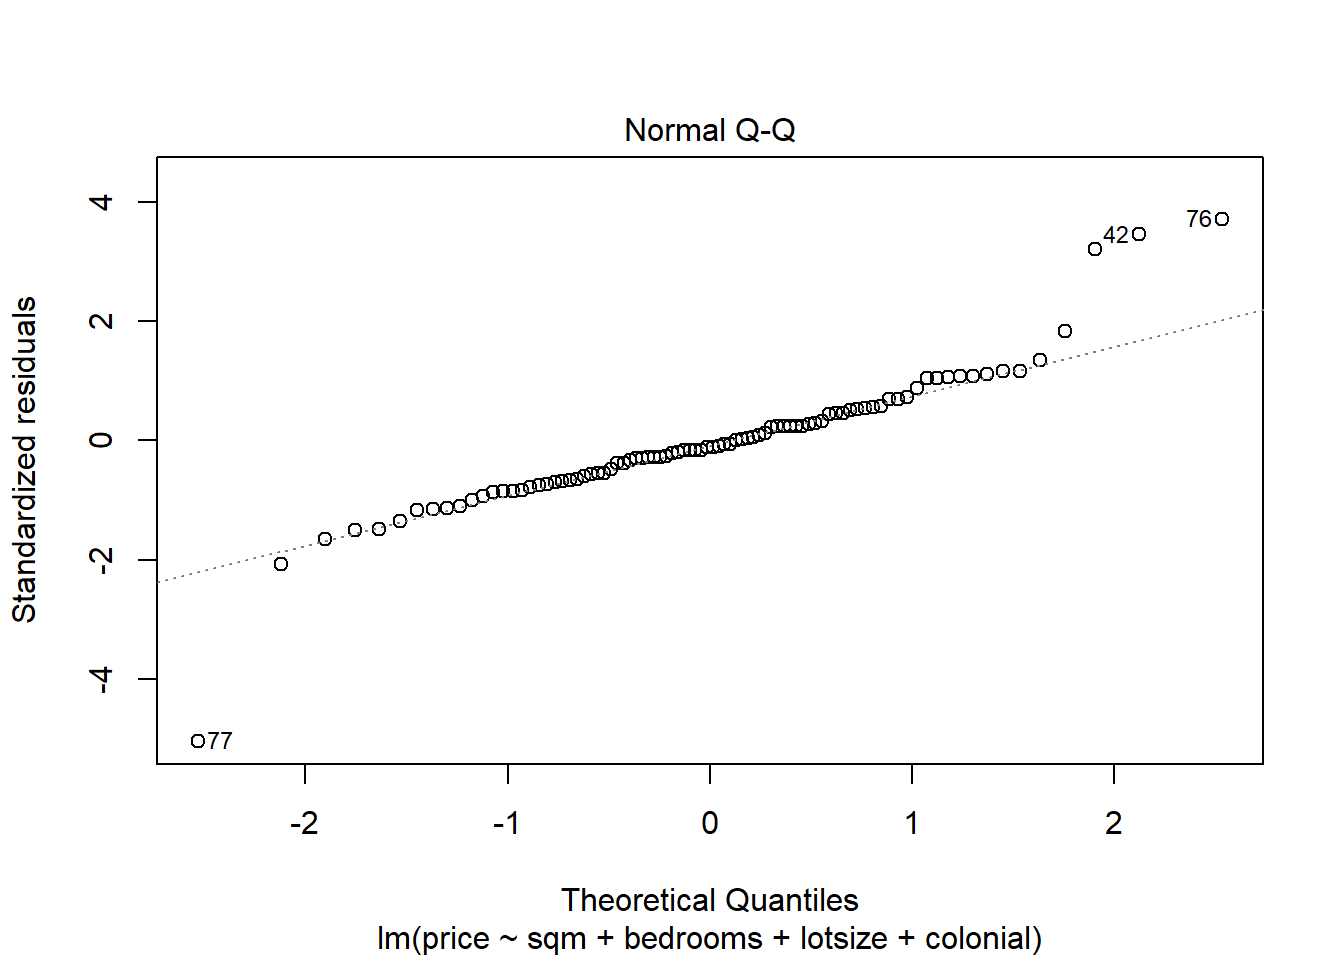 Normal Q-Q
Standardized residuals
4
2
0
-2
-4
42
76
77
-2 -1 0 1 2
Theoretical Quantiles
lm(price ~ sqm + bedrooms + lotsize + colonial)